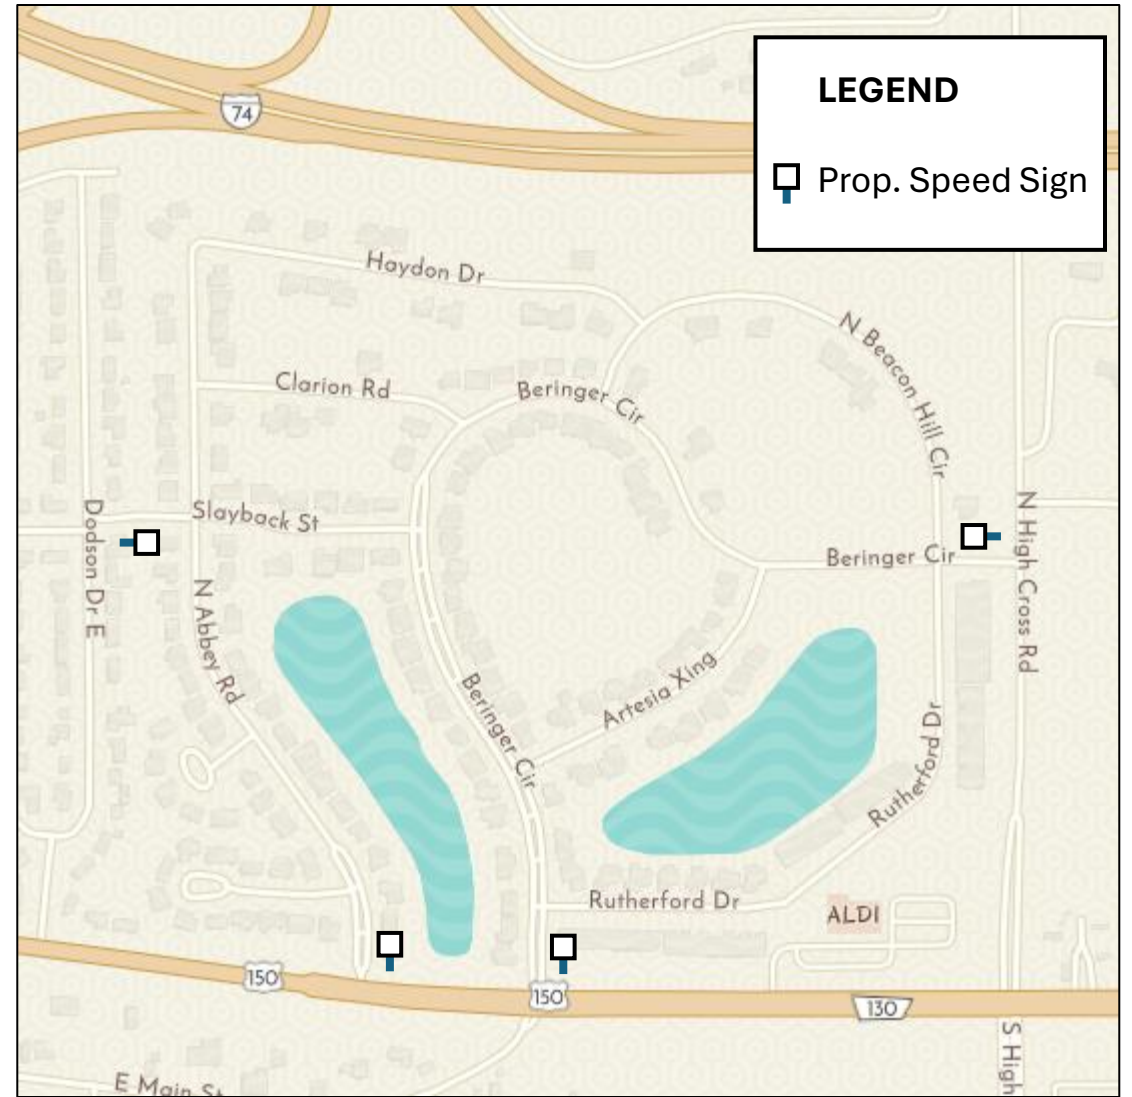 LEGEND
Prop. Speed Sign
74
Haydon Dr
N Beacon Hill Cir
Clarion Rd
Beringer Cir
Slayback St
Dodson Dr E
N High Cross Rd
Beringer Cir
N Abbey Rd
Beringer Cir
Artesia Xing
Rutherford Dr
Rutherford Dr
ALDI
150
150
130
S High
E Main St